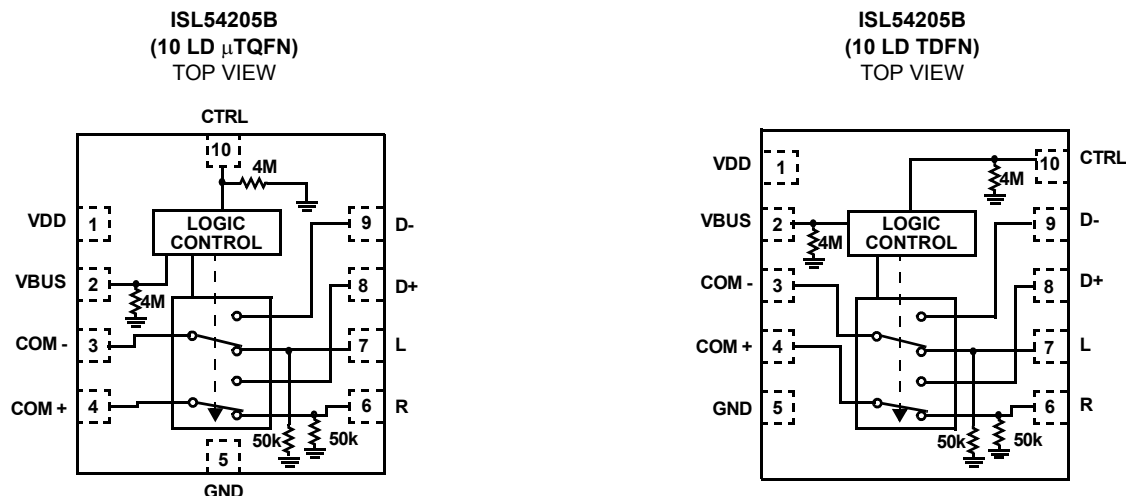 ISL54205B
(10 LD μTQFN)
TOP VIEW
CTRL
10
4M
VDD
1
LOGIC
CONTROL
9
D-
VBUS
2
4M
8
D+
COM -
3
7
L
COM +
4
6
R
50k
50k
5
GND
ISL54205B
(10 LD TDFN)
TOP VIEW
VDD
1
10
CTRL
4M
VBUS
2
4M
LOGIC
CONTROL
9
D-
COM -
3
8
D+
COM +
4
7
L
GND
5
6
R
50k
50k